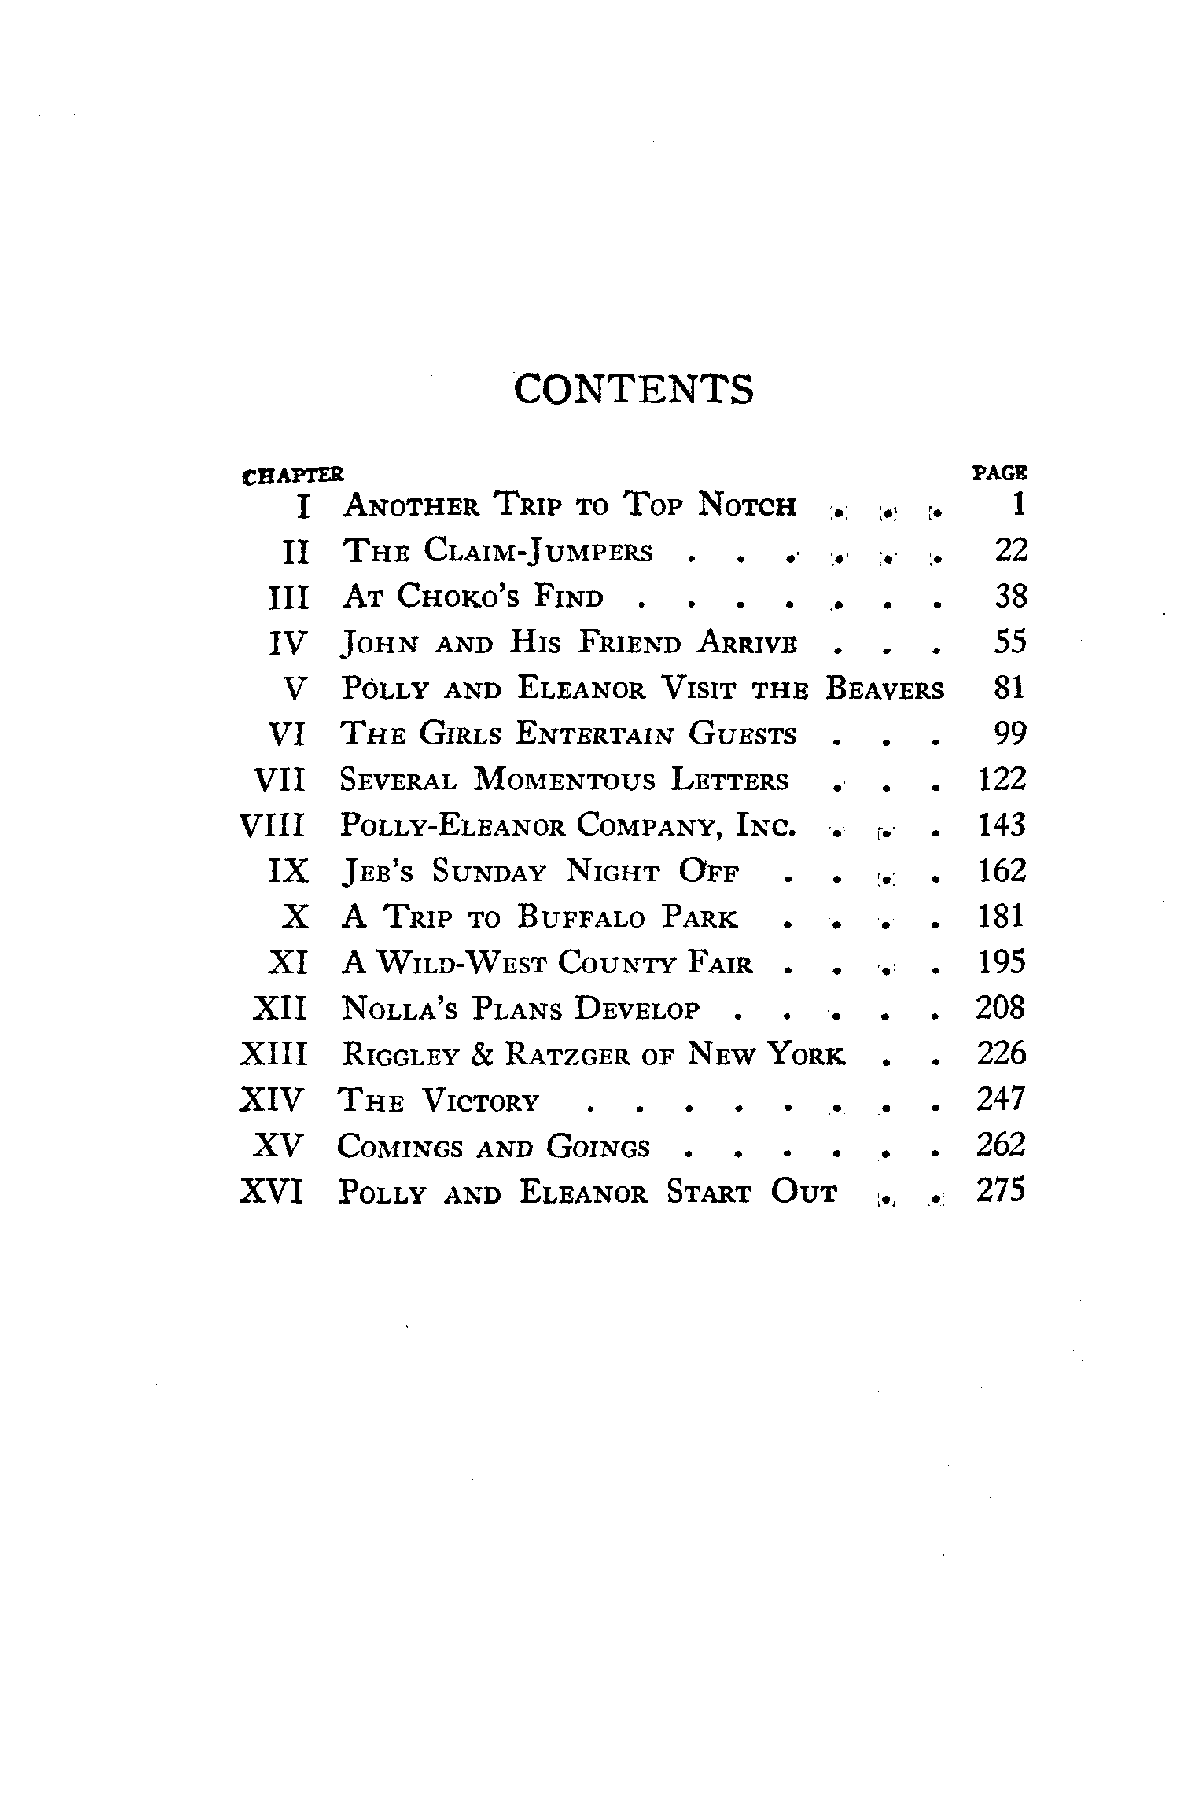 CONTENTS
CHAPTER PAGE
I ANOTHER TRIP TO TOP NOTCH . . . 1
II THE CLAIM-JUMPERS . . . . . . 22
III AT CHOKO'S FIND . . . . . . . 38
IV JOHN AND HIS FRIEND ARRIVE . . . 55
V POLLY AND ELEANOR VISIT THE BEAVERS 81
VI THE GIRLS ENTERTAIN GUESTS . . . 99
VII SEVERAL MOMENTOUS LETTERS . . . 122
VIII POLLY-ELEANOR COMPANY, INC. . . . 143
IX JEB'S SUNDAY NIGHT OFF . . . . 162
X A TRIP TO BUFFALO PARK . . . . 181
XI A WILD-WEST COUNTY FAIR . . . . 195
XII NOLLA'S PLANS DEVELOP . . . . . 208
XIII RIGGLEY & RATZGER OF NEW YORK . . 226
XIV THE VICTORY . . . . . . . . 247
XV COMINGS AND GOINGS . . . . . . 262
XVI POLLY AND ELEANOR START OUT . . 275